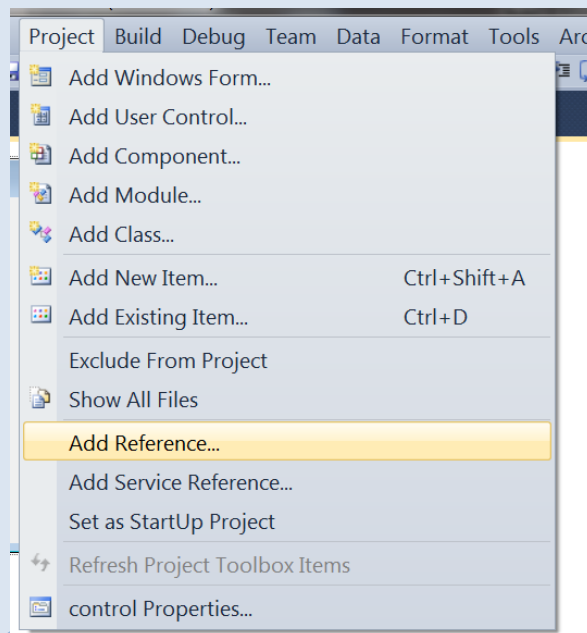 Project Build Debug Team Data Format Tools
Add Windows Form...
Add User Control...
Add Component...
Add Module...
Add Class...
Add New Item... Ctrl+Shift+A
Add Existing Item... Ctrl+D
Exclude From Project
Show All Files
Add Reference...
Add Service Reference...
Set as StartUp Project
Refresh Project Toolbox Items
control Properties...